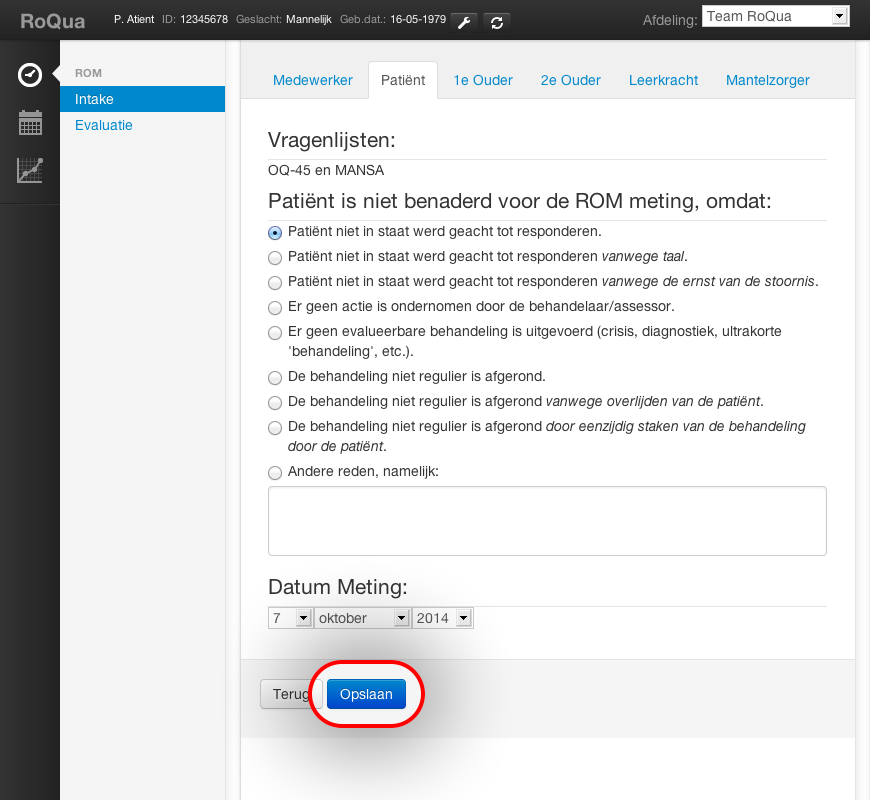 RoQua P. Atient ID: 12345678 Geslacht: Mannelijk Geb.dat.: 16-05-1979 Afdeling: Team RoQua
ROM
Intake
Evaluatie
Medewerker Patiënt 1e Ouder 2e Ouder Leerkracht Mantelzorger
Vragenlijsten:
OQ-45 en MANSA
Patiënt is niet benaderd voor de ROM meting, omdat:
Patiënt niet in staat werd geacht tot responderen.
Patiënt niet in staat werd geacht tot responderen vanwege taal.
Patiënt niet in staat werd geacht tot responderen vanwege de ernst van de stoornis.
Er geen actie is ondernomen door de behandelaar/assessor.
Er geen evalueerbare behandeling is uitgevoerd (crisis, diagnostiek, ultrakorte
'behandeling', etc.).
De behandeling niet regulier is afgerond.
De behandeling niet regulier is afgerond vanwege overlijden van de patiënt.
De behandeling niet regulier is afgerond door eenzijdig staken van de behandeling
door de patiënt.
Andere reden, namelijk:
Datum Meting:
7 oktober 2014
Terug Opslaan